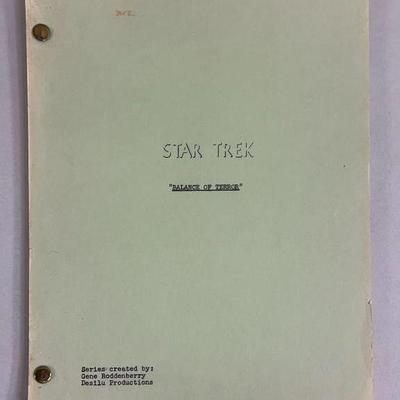 STAR TREK
"BALANCE OF TERROR"
Series created by:
Gene Roddenberry
Desilu Productions